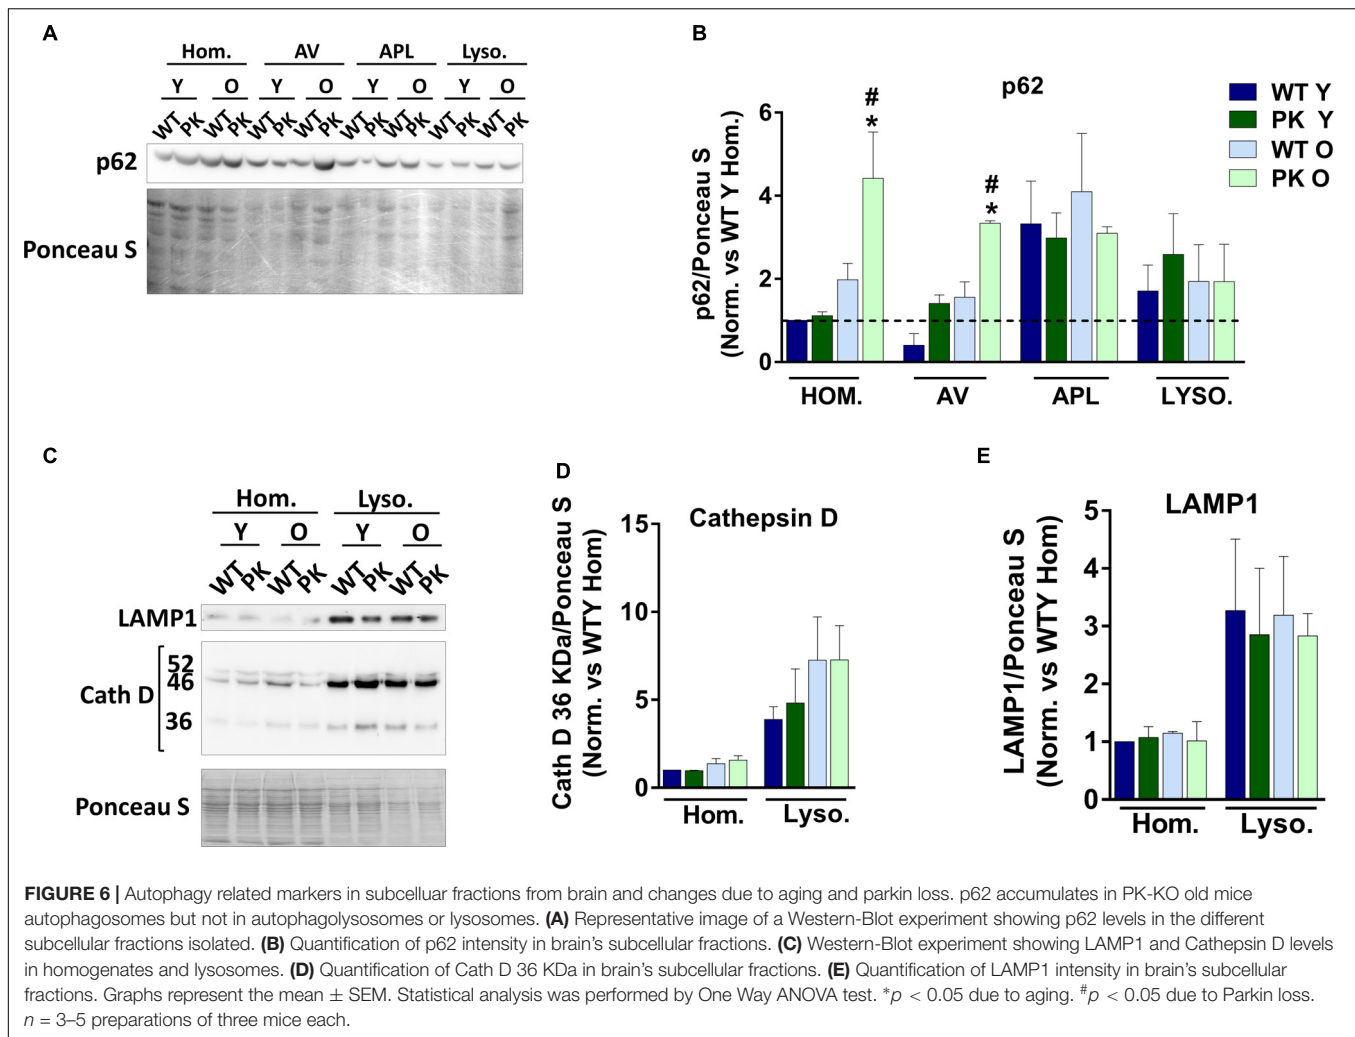 A
Hom. AV APL Lyso.
Y O Y O Y O Y O
WT PK WT PK WT PK WT PK WT PK WT PK WT PK WT PK
p62
Ponceau S
B
p62
p62/Ponceau S
(Norm. vs WT Y Hom.)
6
4
2
0
# *
# *
HOM. AV APL LYSO.
WT Y
PK Y
WT O
PK O
C
Hom. Lyso.
Y O Y O
WT PK WT PK WT PK WT PK
LAMP1
Cath D
52
46
36
Ponceau S
D
Cathepsin D
Cath D 36 KDa/Ponceau S
(Norm. vs WTY Hom)
15
10
5
0
Hom. Lyso.
E
LAMP1
LAMP1/Ponceau S
(Norm. vs WTY Hom)
5
4
3
2
1
0
Hom. Lyso.
FIGURE 6 | Autophagy related markers in subcelluar fractions from brain and changes due to aging and parkin loss. p62 accumulates in PK-KO old mice
autophagosomes but not in autophagolysosomes or lysosomes. (A) Representative image of a Western-Blot experiment showing p62 levels in the different
subcellular fractions isolated. (B) Quantification of p62 intensity in brain's subcellular fractions. (C) Western-Blot experiment showing LAMP1 and Cathepsin D levels
in homogenates and lysosomes. (D) Quantification of Cath D 36 KDa in brain's subcellular fractions. (E) Quantification of LAMP1 intensity in brain's subcellular
fractions. Graphs represent the mean ± SEM. Statistical analysis was performed by One Way ANOVA test. *p < 0.05 due to aging. #p < 0.05 due to Parkin loss.
n = 3–5 preparations of three mice each.